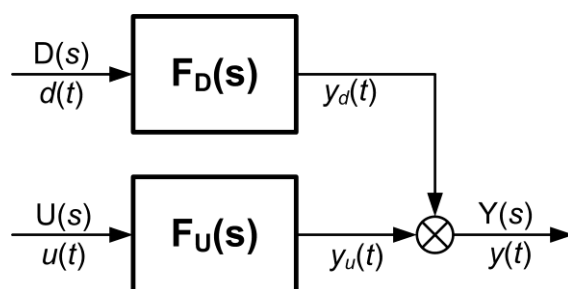 D(s)
d(t)
F_D(s)
y_d(t)
U(s)
u(t)
F_U(s)
y_u(t)
Y(s)
y(t)